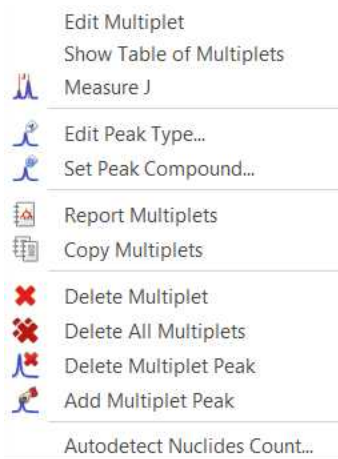 Edit Multiplet
Show Table of Multiplets
Measure J
Edit Peak Type...
Set Peak Compound...
Report Multiplets
Copy Multiplets
Delete Multiplet
Delete All Multiplets
Delete Multiplet Peak
Add Multiplet Peak
Autodetect Nuclides Count...